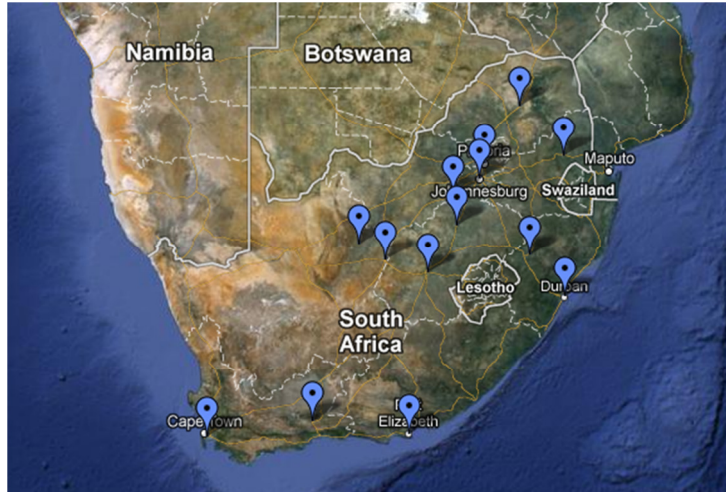 Namibia
Botswana
Maputo
Johannesburg
Swaziland
Lesotho
Durban
South
Africa
Cape Town
Elizabeth